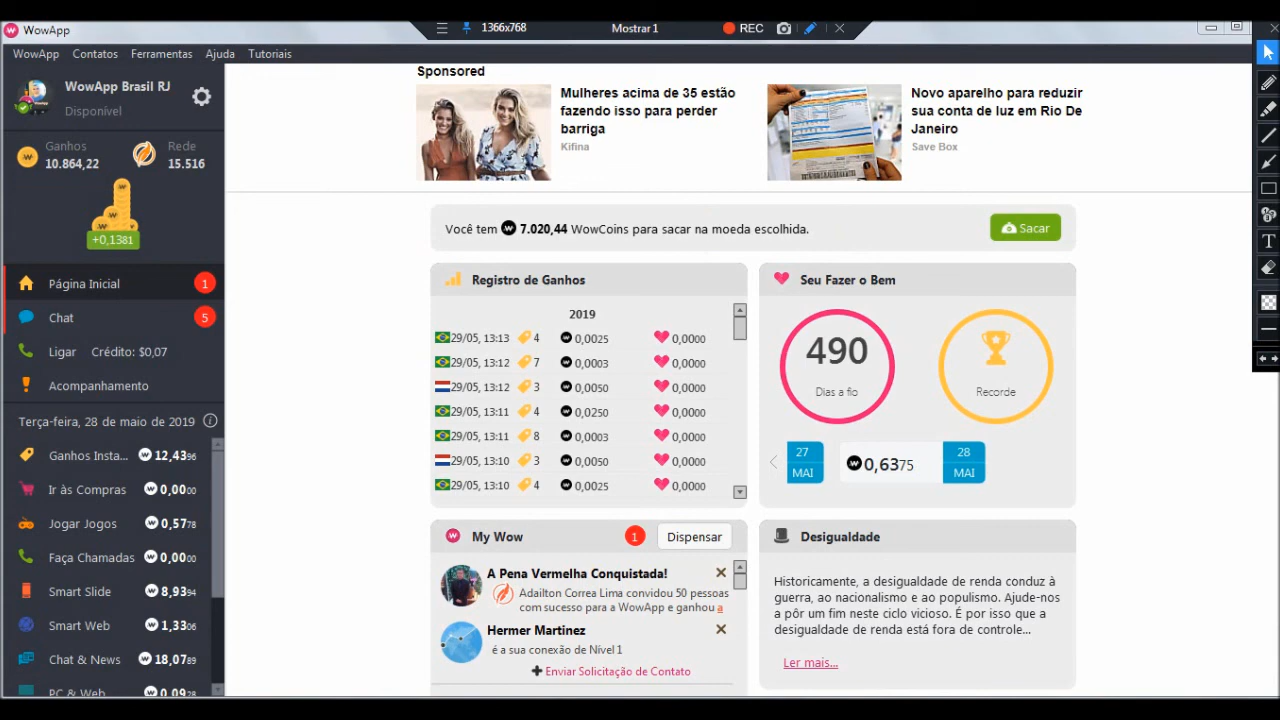 WowApp
1366x768
Mostrar 1
REC
WowApp Contatos Ferramentas Ajuda Tutoriais
WowApp Brasil RJ
Disponível
Ganhos
10.864,22
Rede
15.516
+0,1381
Página Inicial 1
Chat 5
Ligar Crédito: $0,07
Acompanhamento
Terça-feira, 28 de maio de 2019
Ganhos Insta... 12,4396
Ir às Compras 0,0000
Jogar Jogos 0,5778
Faça Chamadas 0,0000
Smart Slide 8,9394
Smart Web 1,3306
Chat & News 18,0789
PC & Web 0,0928
Sponsored
Mulheres acima de 35 estão
fazendo isso para perder
barriga
Kifina
Novo aparelho para reduzir
sua conta de luz em Rio De
Janeiro
Save Box
Você tem 7.020,44 WowCoins para sacar na moeda escolhida.
Sacar
Registro de Ganhos
2019
29/05, 13:13 4 0,0025 0,0000
29/05, 13:12 7 0,0003 0,0000
29/05, 13:12 3 0,0050 0,0000
29/05, 13:11 4 0,0250 0,0000
29/05, 13:11 8 0,0003 0,0000
29/05, 13:10 3 0,0050 0,0000
29/05, 13:10 4 0,0025 0,0000
Seu Fazer o Bem
490
Dias a fio
Recorde
27
MAI
0,6375
28
MAI
My Wow 1 Dispensar
A Pena Vermelha Conquistada!
Adailton Correa Lima convidou 50 pessoas
com sucesso para a WowApp e ganhou a
Hermer Martinez
é a sua conexão de Nível 1
Enviar Solicitação de Contato
Desigualdade
Historicamente, a desigualdade de renda conduz à
guerra, ao nacionalismo e ao populismo. Ajude-nos
a pôr um fim neste ciclo vicioso. É por isso que a
desigualdade de renda está fora de controle...
Ler mais...